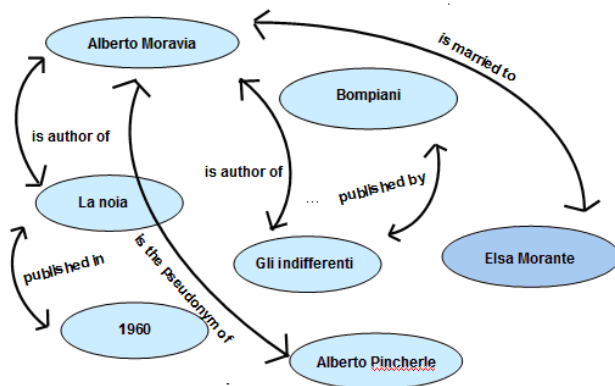 Alberto Moravia
is married to
Bompiani
is author of
is author of
published by
...
La noia
published in
is the pseudonym of
Gli indifferenti
Elsa Morante
1960
Alberto Pincherle